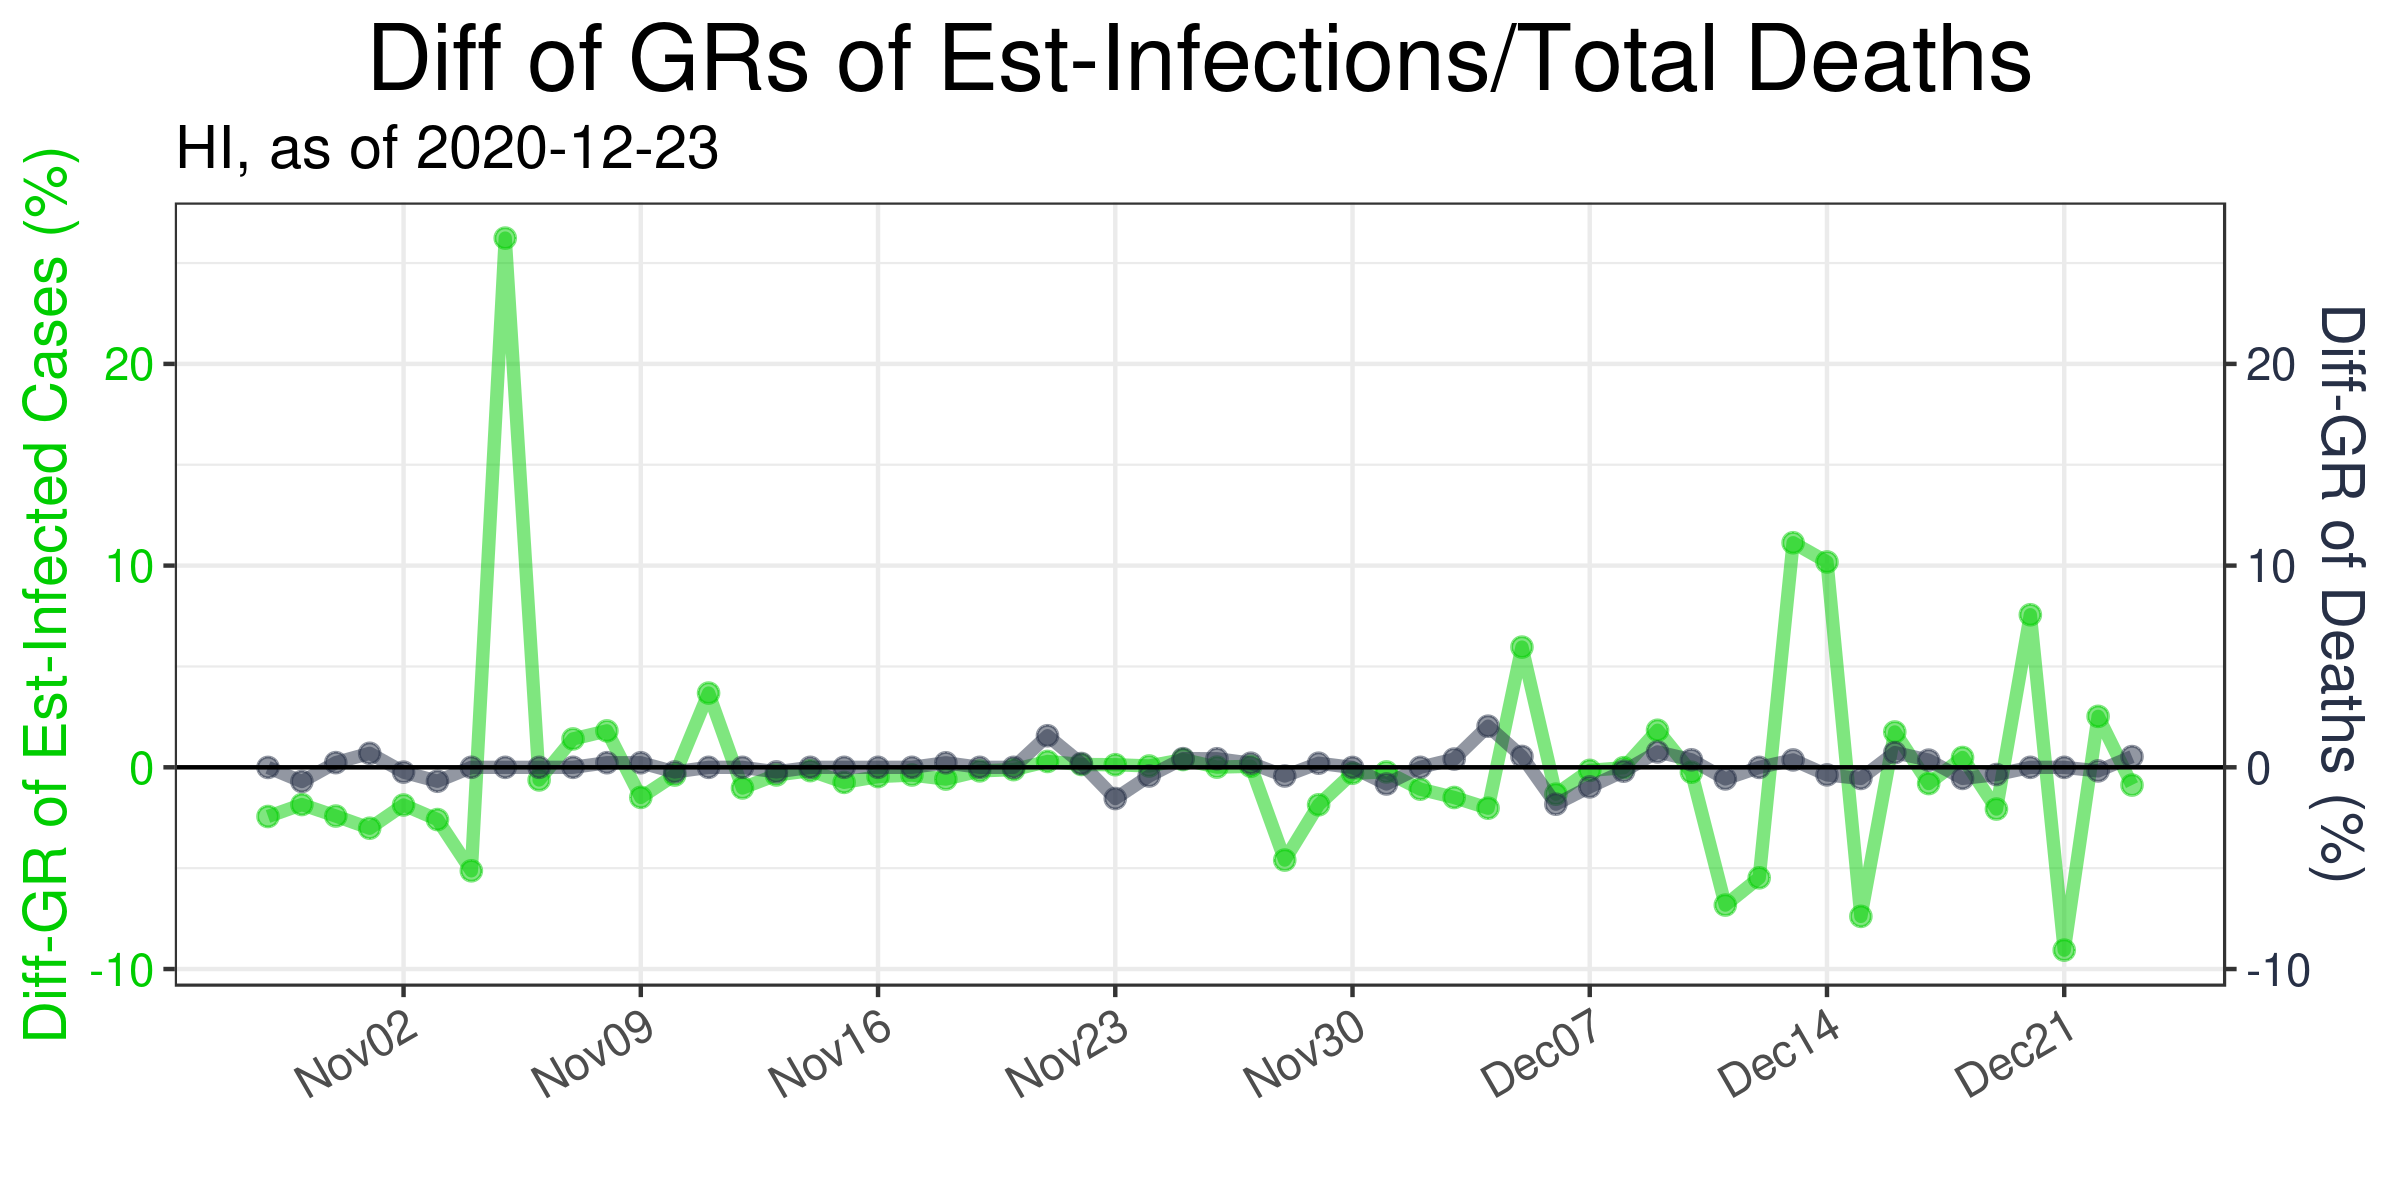 Diff of GRs of Est-Infections/Total Deaths
HI, as of 2020-12-23
Diff-GR of Est-Infected Cases (%)
20
10
0
-10
20
10
0
-10
Diff-GR of Deaths (%)
Nov02
Nov09
Nov16
Nov23
Nov30
Dec07
Dec14
Dec21